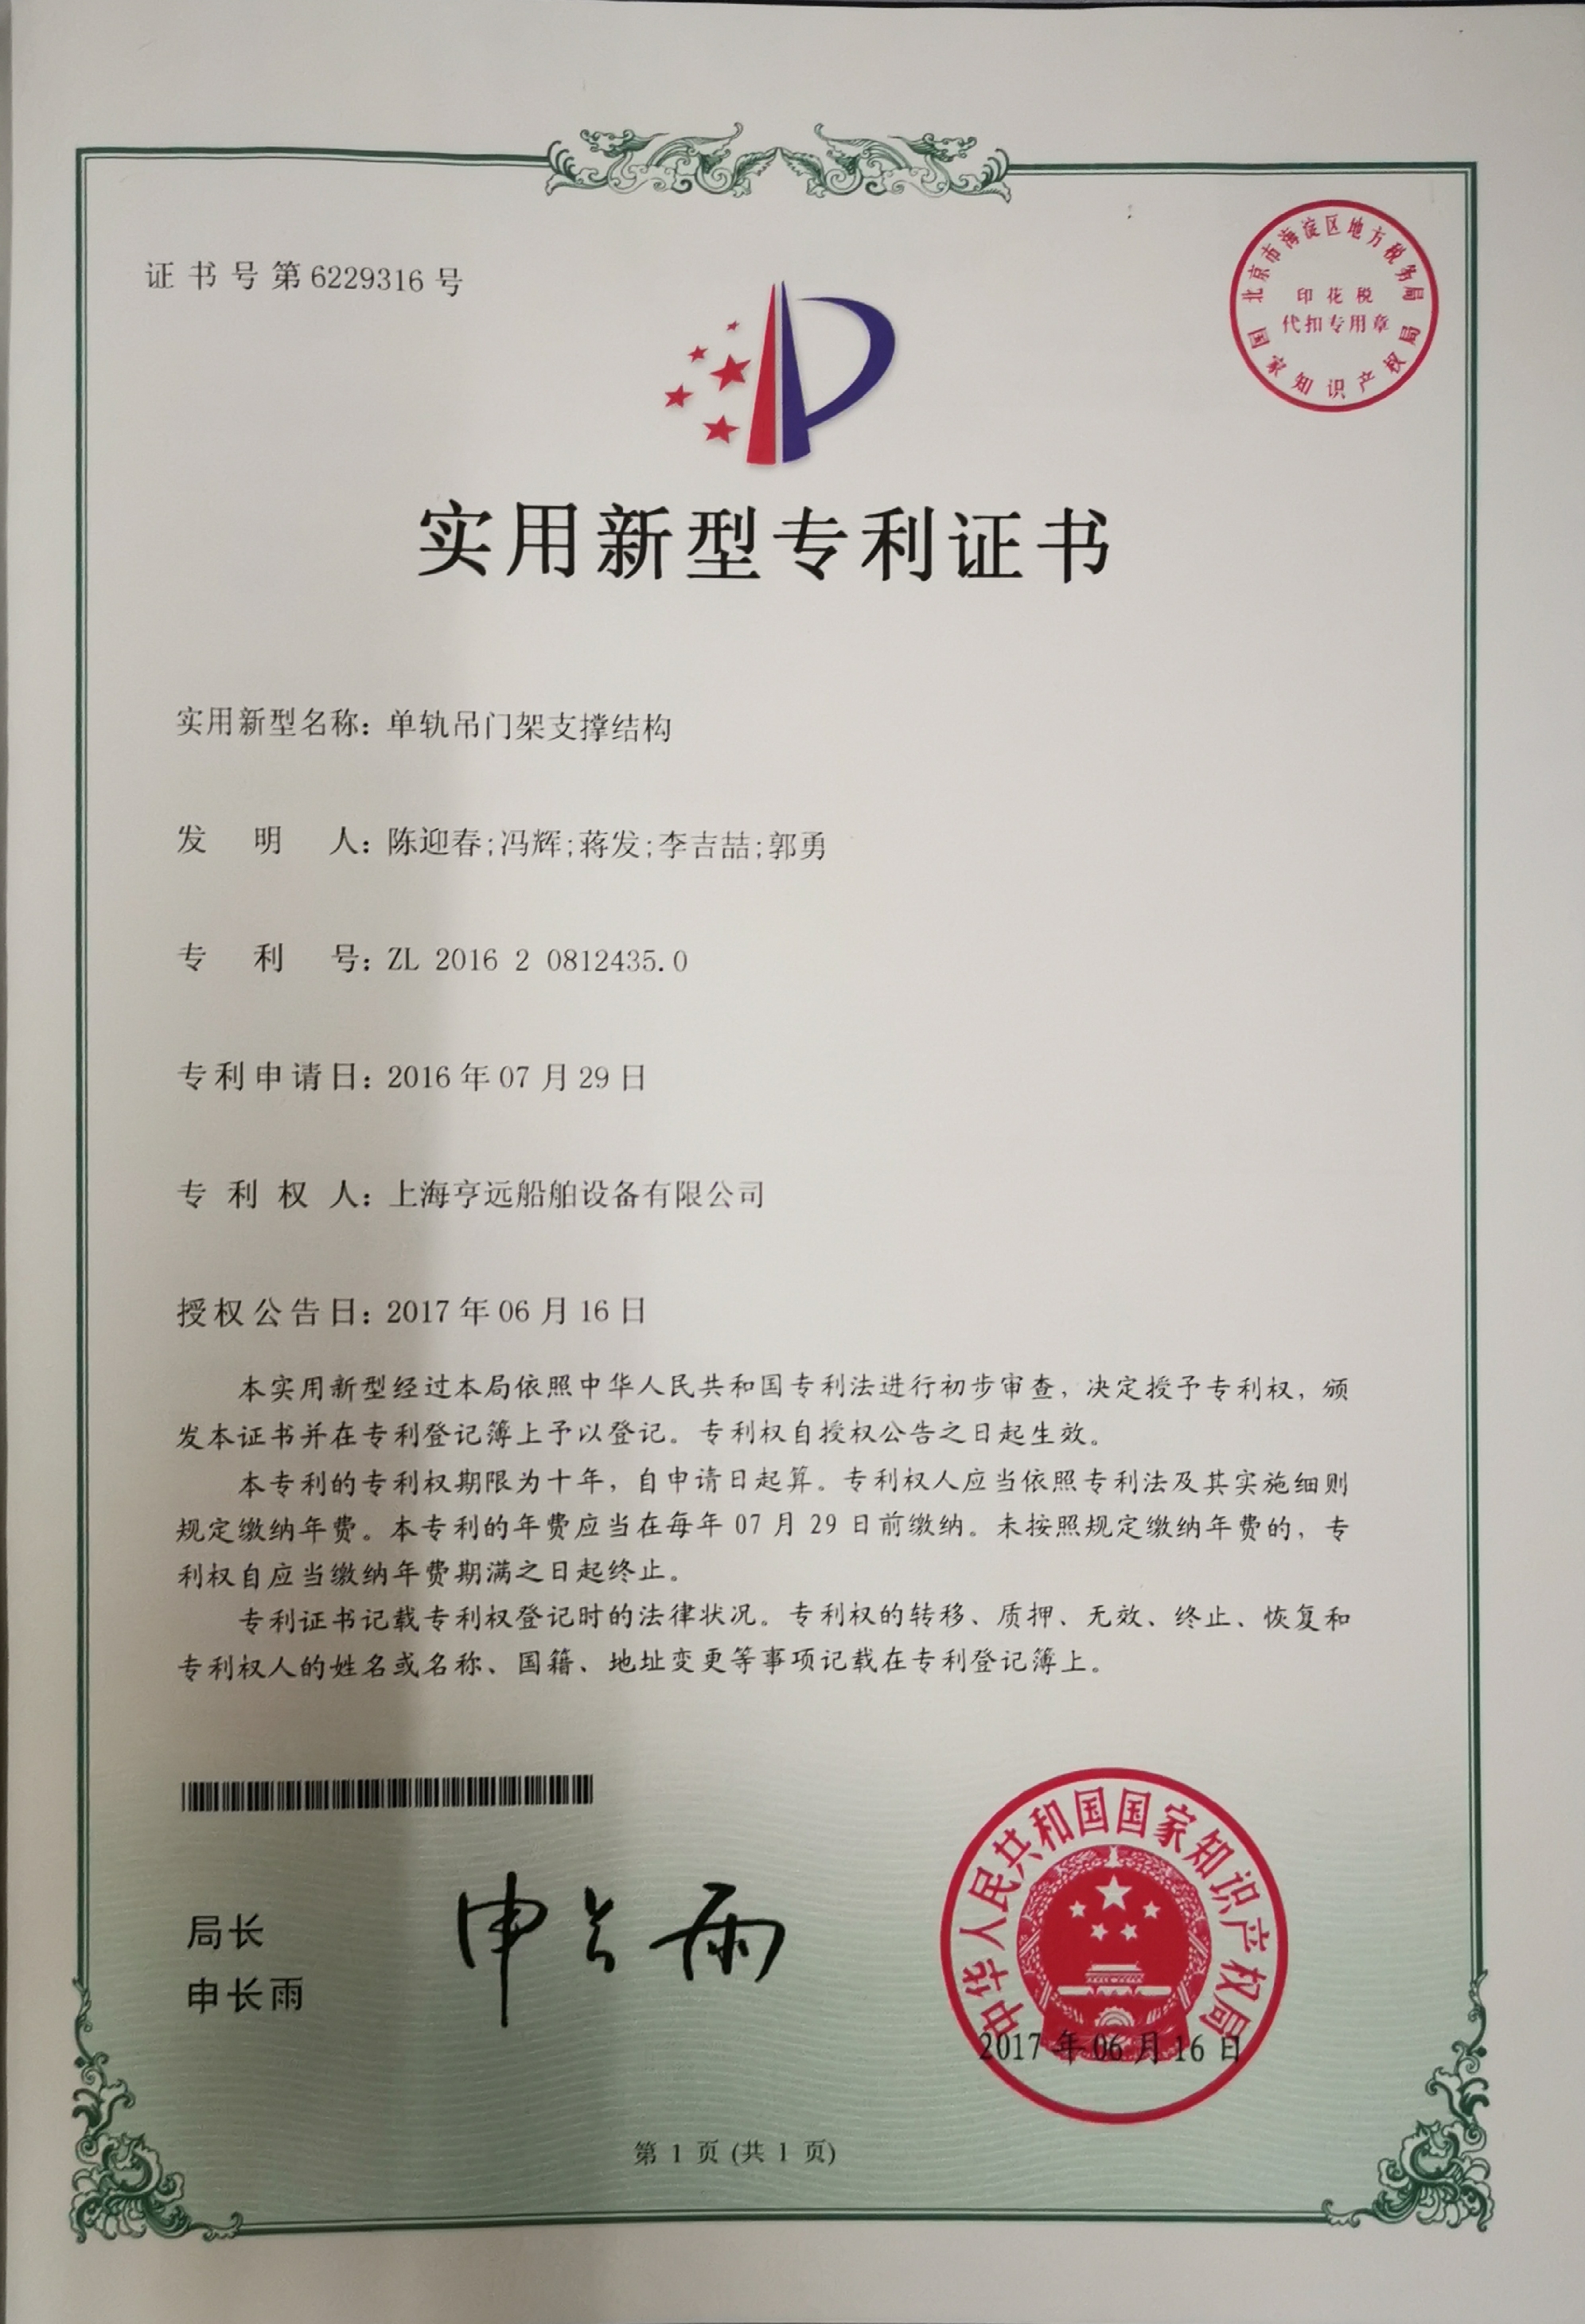 证书号第6229316号
北京市海淀区地方税务局
印花税
代扣专用章
国家知识产权局
实用新型专利证书
实用新型名称：单轨吊门架支撑结构
发明人：陈迎春;冯辉;蒋发;李吉喆;郭勇
专利号：ZL 2016 2 0812435.0
专利申请日：2016年07月29日
专利权人：上海亨远船舶设备有限公司
授权公告日：2017年06月16日
本实用新型经过本局依照中华人民共和国专利法进行初步审查，决定授予专利权，颁
发本证书并在专利登记簿上予以登记。专利权自授权公告之日起生效。
本专利的专利权期限为十年，自申请日起算。专利权人应当依照专利法及其实施细则
规定缴纳年费。本专利的年费应当在每年07月29日前缴纳。未按照规定缴纳年费的，专
利权自应当缴纳年费期满之日起终止。
专利证书记载专利权登记时的法律状况。专利权的转移、质押、无效、终止、恢复和
专利权人的姓名或名称、国籍、地址变更等事项记载在专利登记簿上。
局长
申长雨
申长雨
中华人民共和国国家知识产权局
2017年06月16日
第1页(共1页)